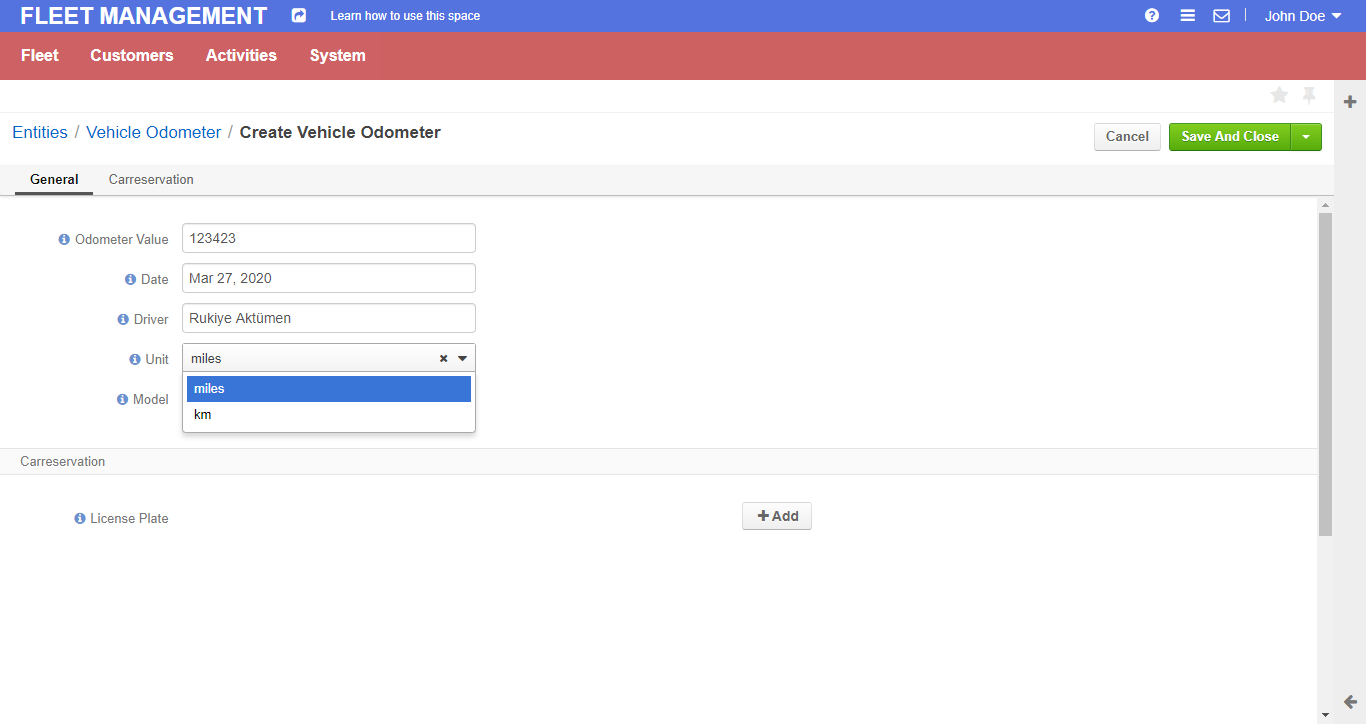 FLEET MANAGEMENT Learn how to use this space John Doe
Fleet Customers Activities System
Entities / Vehicle Odometer / Create Vehicle Odometer
Cancel Save And Close
General Carreservation
Odometer Value 123423
Date Mar 27, 2020
Driver Rukiye Aktümen
Unit miles
miles
Model
km
Carreservation
License Plate
Add